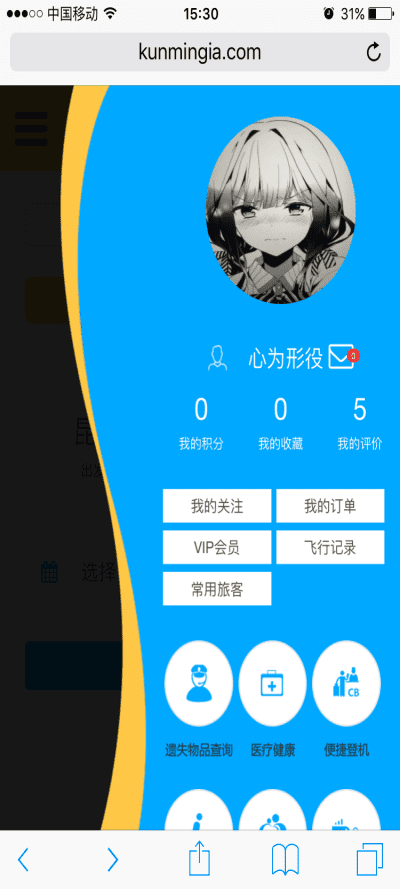 中国移动 15:30 31%
kunmingia.com
心为形役 0
0 0 5
我的积分 我的收藏 我的评价
我的关注 我的订单
VIP会员 飞行记录
常用旅客
CB
遗失物品查询 医疗健康 便捷登机
昆
出发
选择